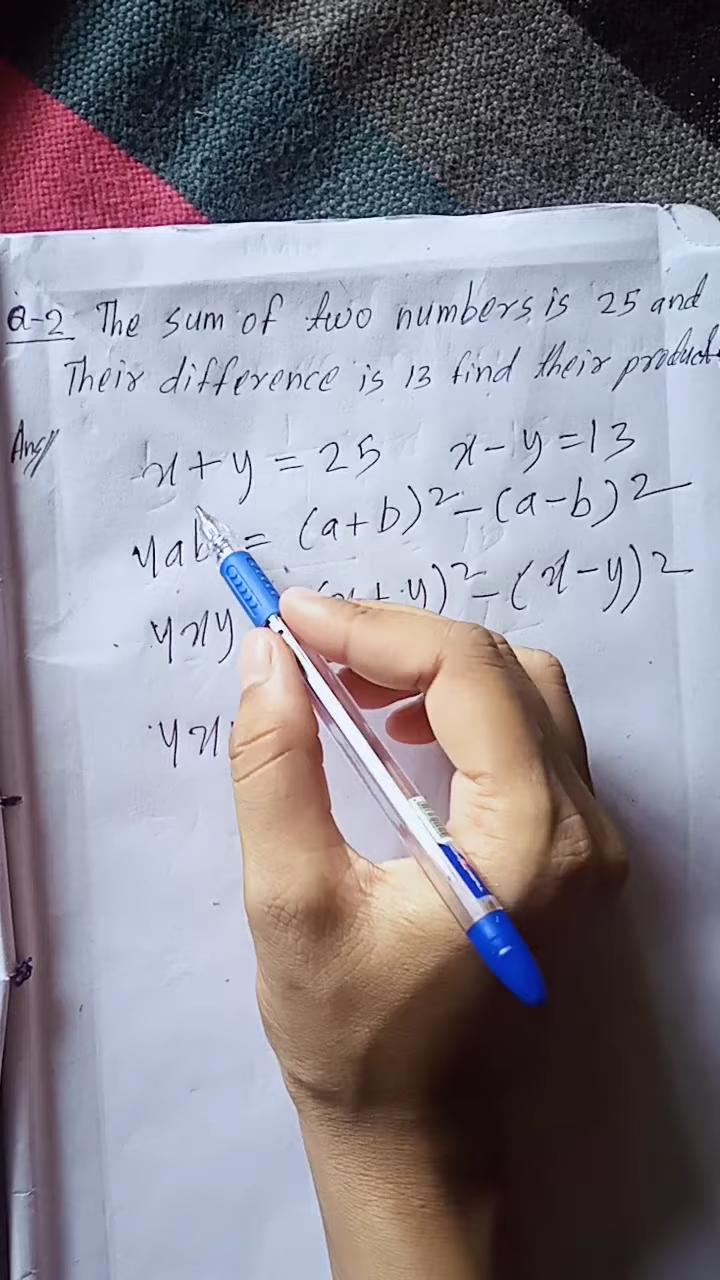 Q-2 The sum of two numbers is 25 and
Their difference is 13 find their product
Ans//
x+y = 25 x-y=13
4ab = (a+b)²-(a-b)²
4xy (x+y)²-(x-y)²
4x